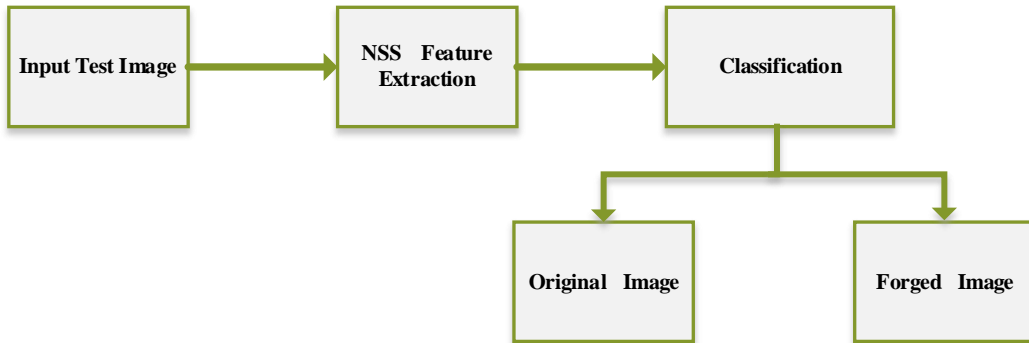 Input Test Image
NSS Feature
Extraction
Classification
Original Image
Forged Image